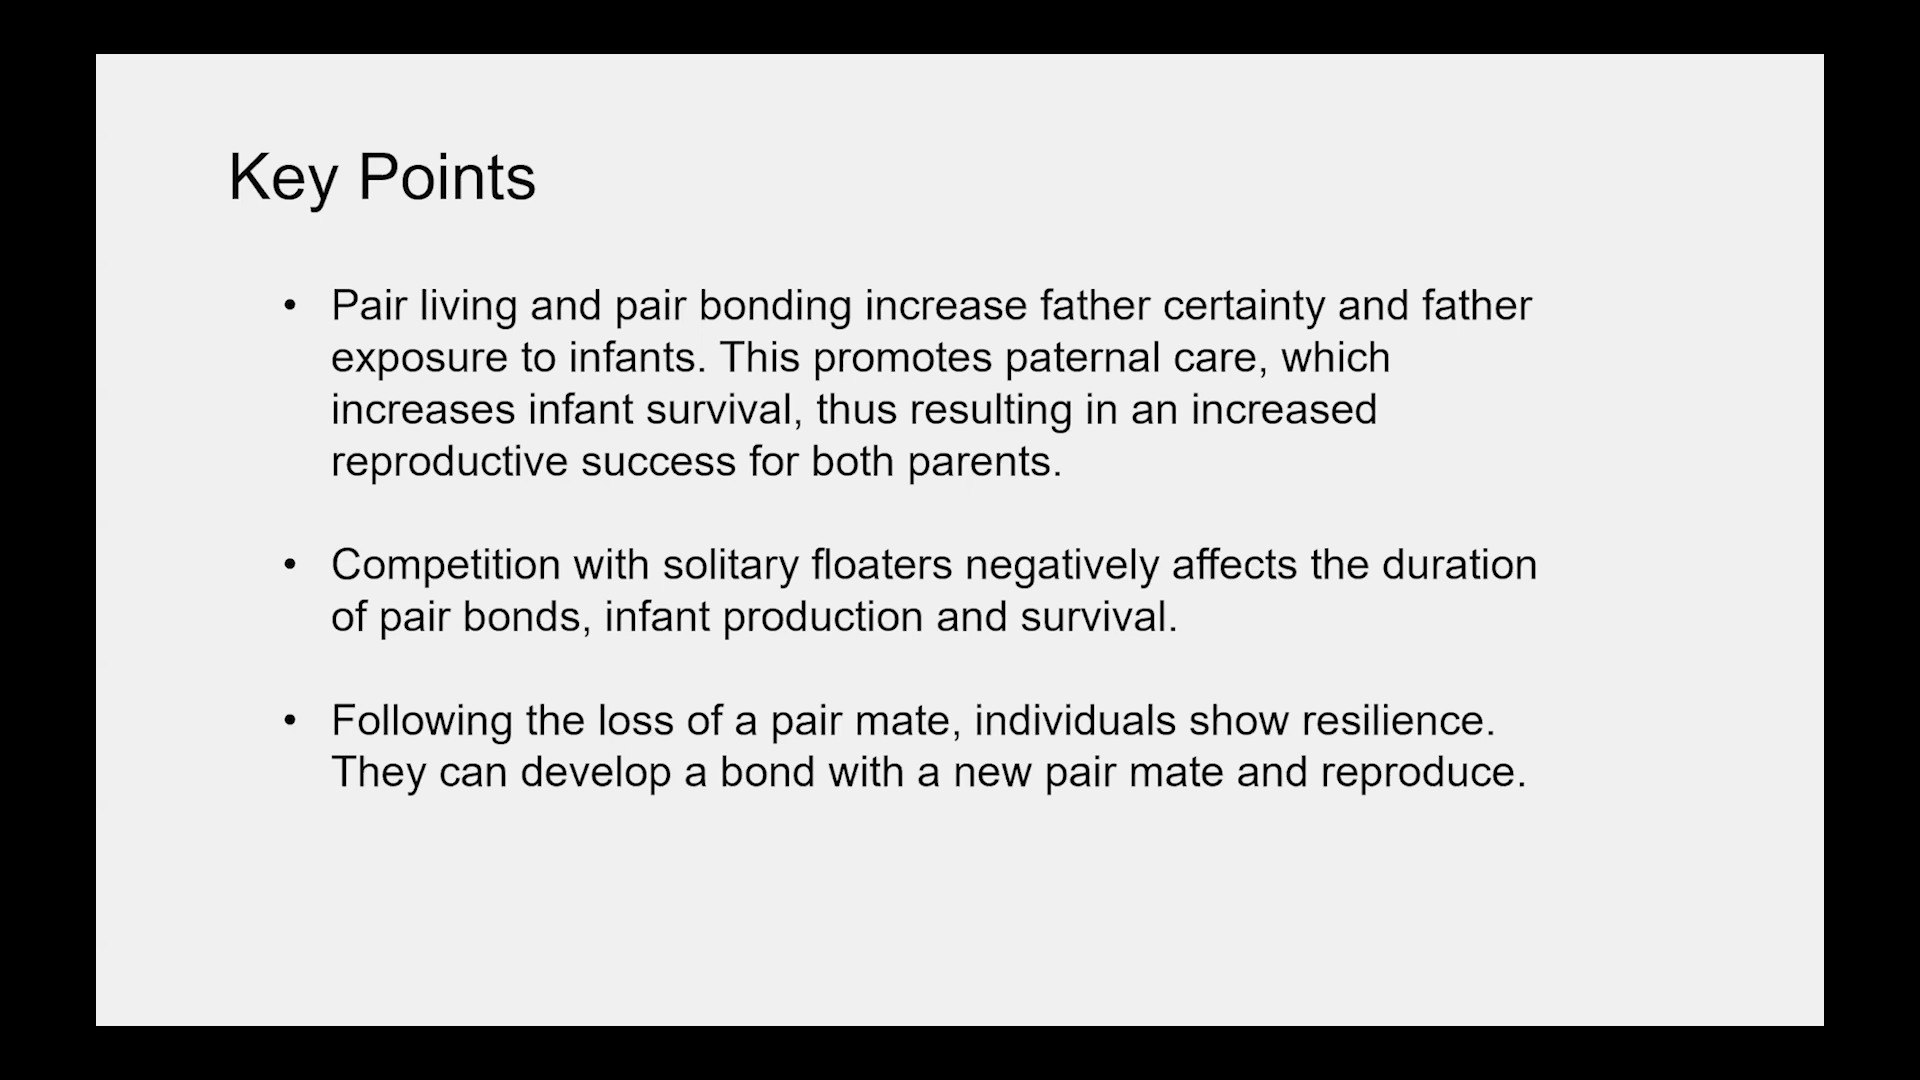 Key Points
• Pair living and pair bonding increase father certainty and father
exposure to infants. This promotes paternal care, which
increases infant survival, thus resulting in an increased
reproductive success for both parents.
• Competition with solitary floaters negatively affects the duration
of pair bonds, infant production and survival.
• Following the loss of a pair mate, individuals show resilience.
They can develop a bond with a new pair mate and reproduce.